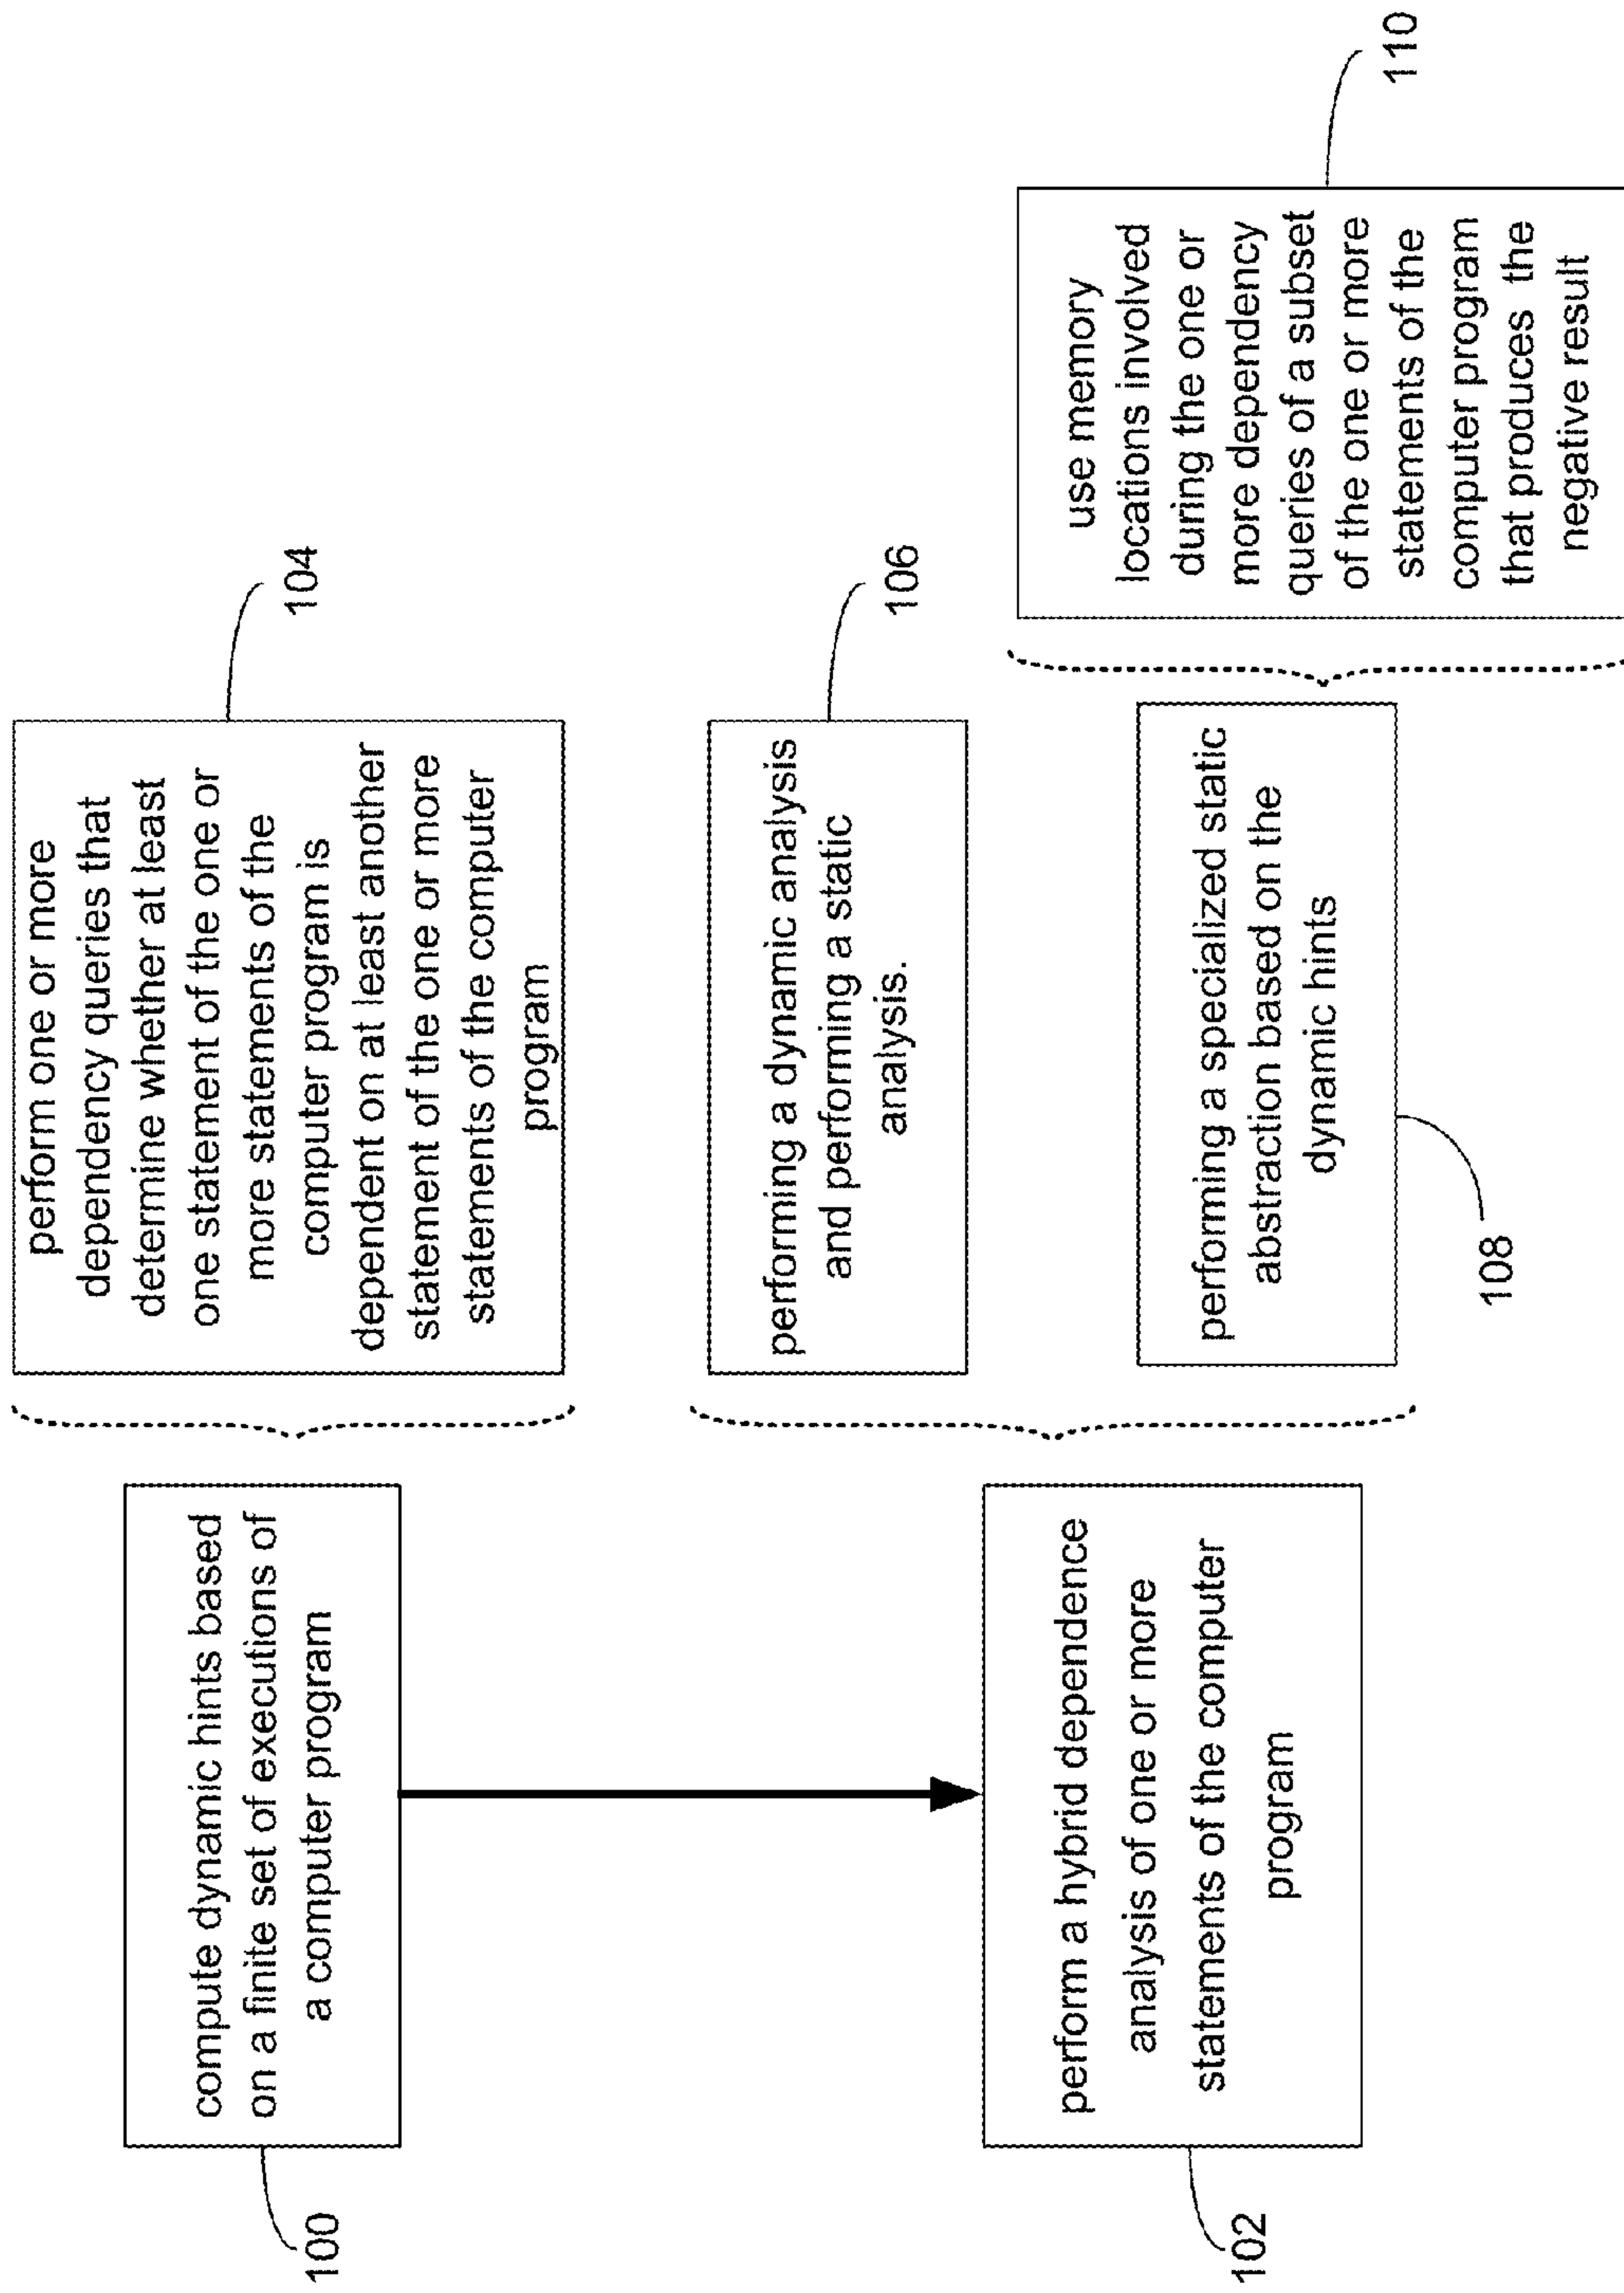 compute dynamic hints based
on a finite set of executions of
a computer program
100
perform one or more
dependency queries that
determine whether at least
one statement of the one or
more statements of the
computer program is
dependent on at least another
statement of the one or more
statements of the computer
program
104
perform a hybrid dependence
analysis of one or more
statements of the computer
program
102
performing a dynamic analysis
and performing a static
analysis.
106
performing a specialized static
abstraction based on the
dynamic hints
108
use memory
locations involved
during the one or
more dependency
queries of a subset
of the one or more
statements of the
computer program
that produces the
negative result
110